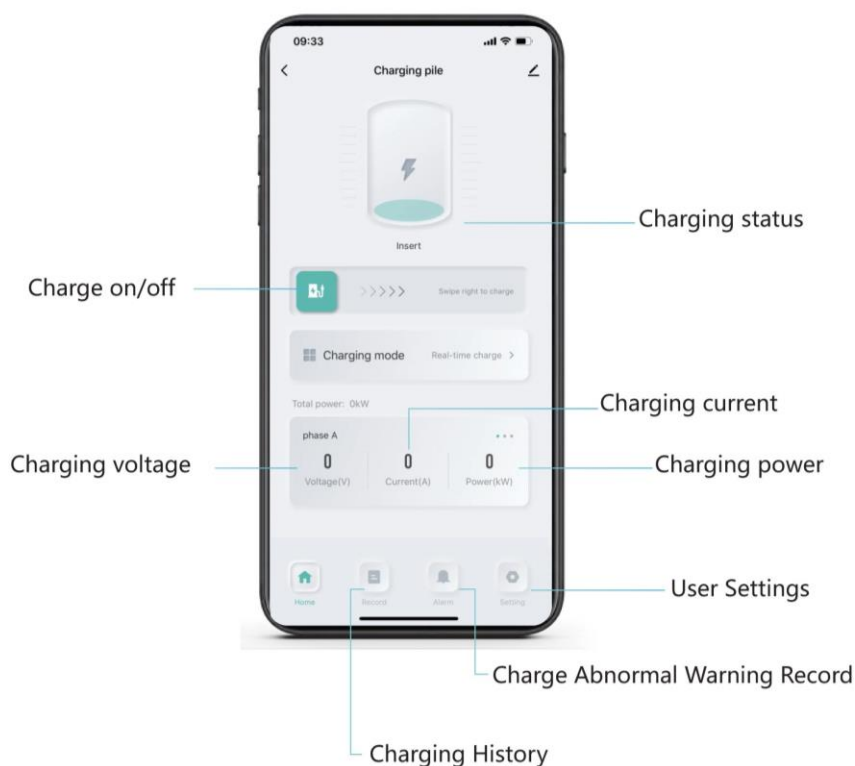 09:33
Charging pile
Charging status
Insert
Charge on/off
Swipe right to charge
Charging mode
Real-time charge
Total power: 0kW
Charging current
phase A
0
0
0
Charging voltage
Charging power
Voltage(V)
Current(A)
Power(kW)
User Settings
Home
Record
Alarm
Setting
Charge Abnormal Warning Record
Charging History